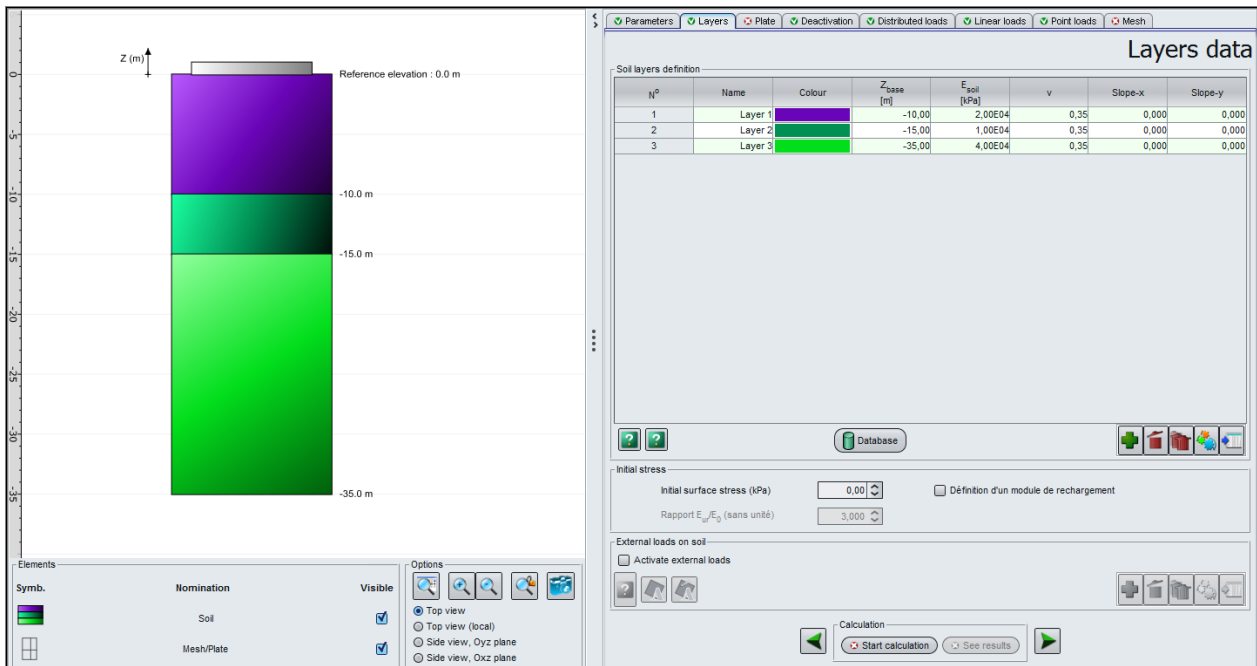 Parameters Layers Plate Deactivation Distributed loads Linear loads Point loads Mesh
Layers data
Z (m)
Reference elevation : 0.0 m
-10.0 m
-15.0 m
-35.0 m
0
-5
-10
-15
-20
-25
-30
-35
Soil layers definition
N° Name Colour Zbase [m] Esoil [kPa] ν Slope-x Slope-y
1 Layer 1 -10,00 2,00E04 0,35 0,000 0,000
2 Layer 2 -15,00 1,00E04 0,35 0,000 0,000
3 Layer 3 -35,00 4,00E04 0,35 0,000 0,000
? ? Database
Initial stress
Initial surface stress (kPa) 0,00 Définition d'un module de rechargement
Rapport Eur/E0 (sans unité) 3,000
External loads on soil
Activate external loads
?
Calculation
Start calculation See results
Elements
Symb. Nomination Visible
Soil
Mesh/Plate
Options
Top view
Top view (local)
Side view, Oyz plane
Side view, Oxz plane